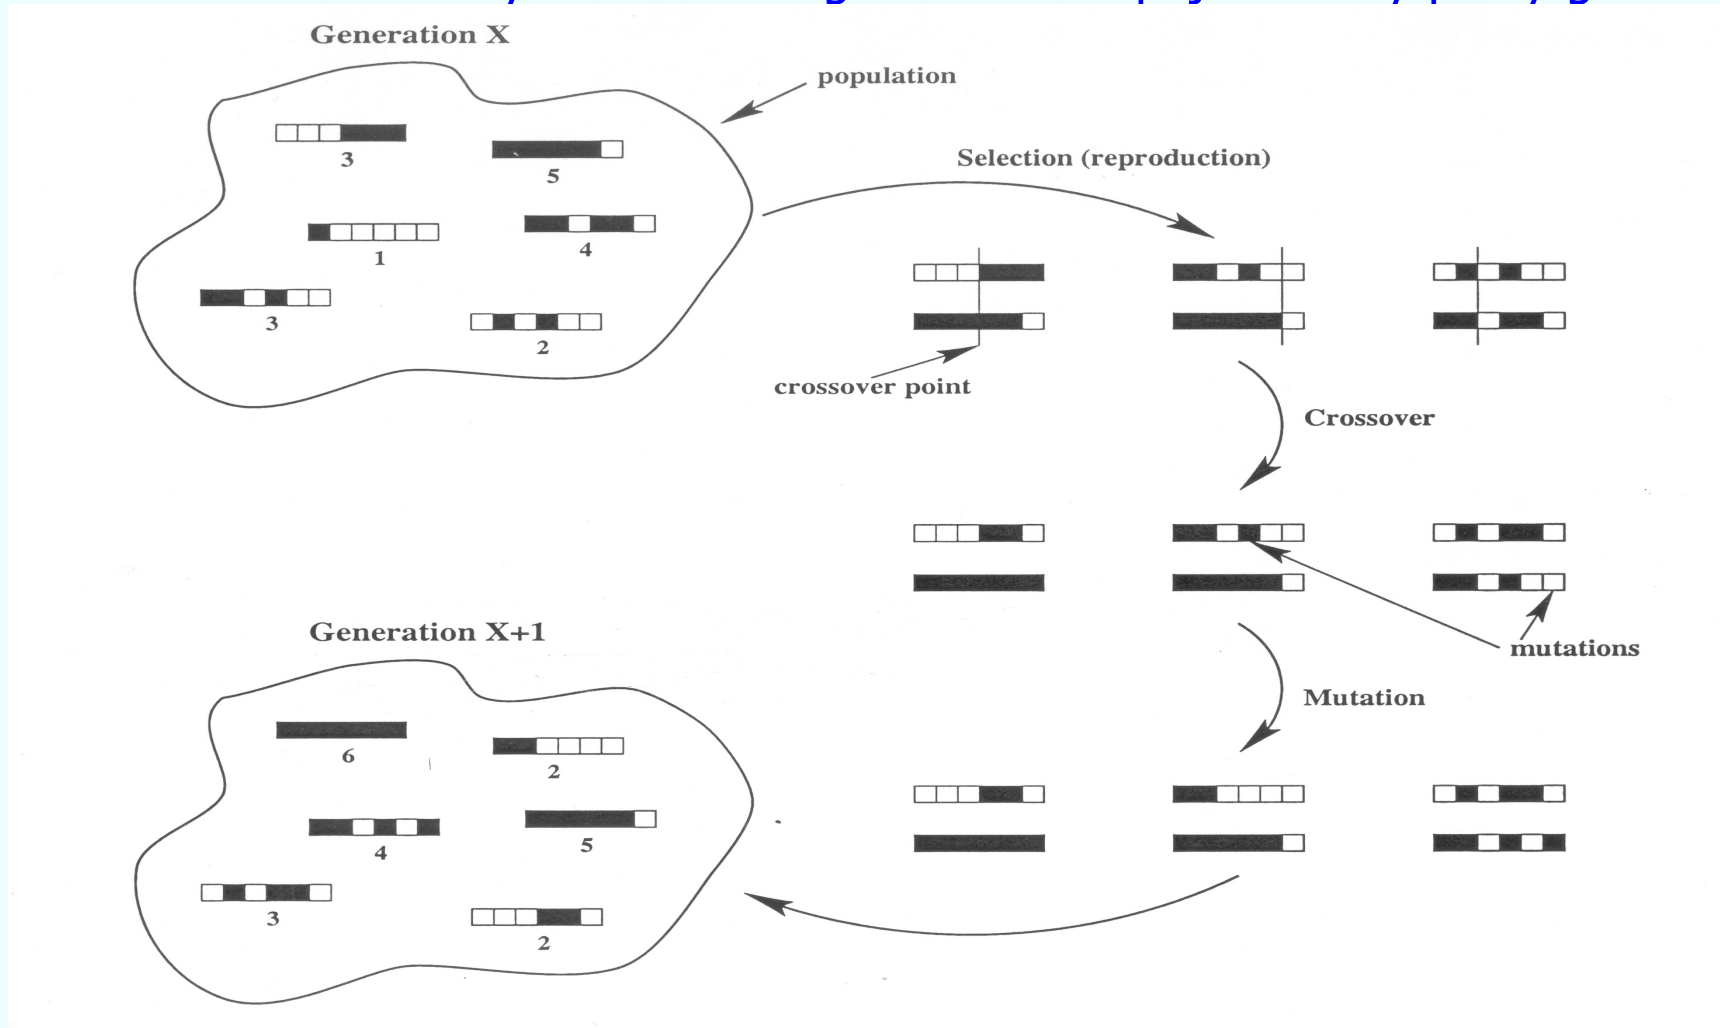 Generation X
population
3
5
Selection (reproduction)
1
4
3
2
crossover point
Crossover
Generation X+1
mutations
Mutation
6
2
4
5
3
2